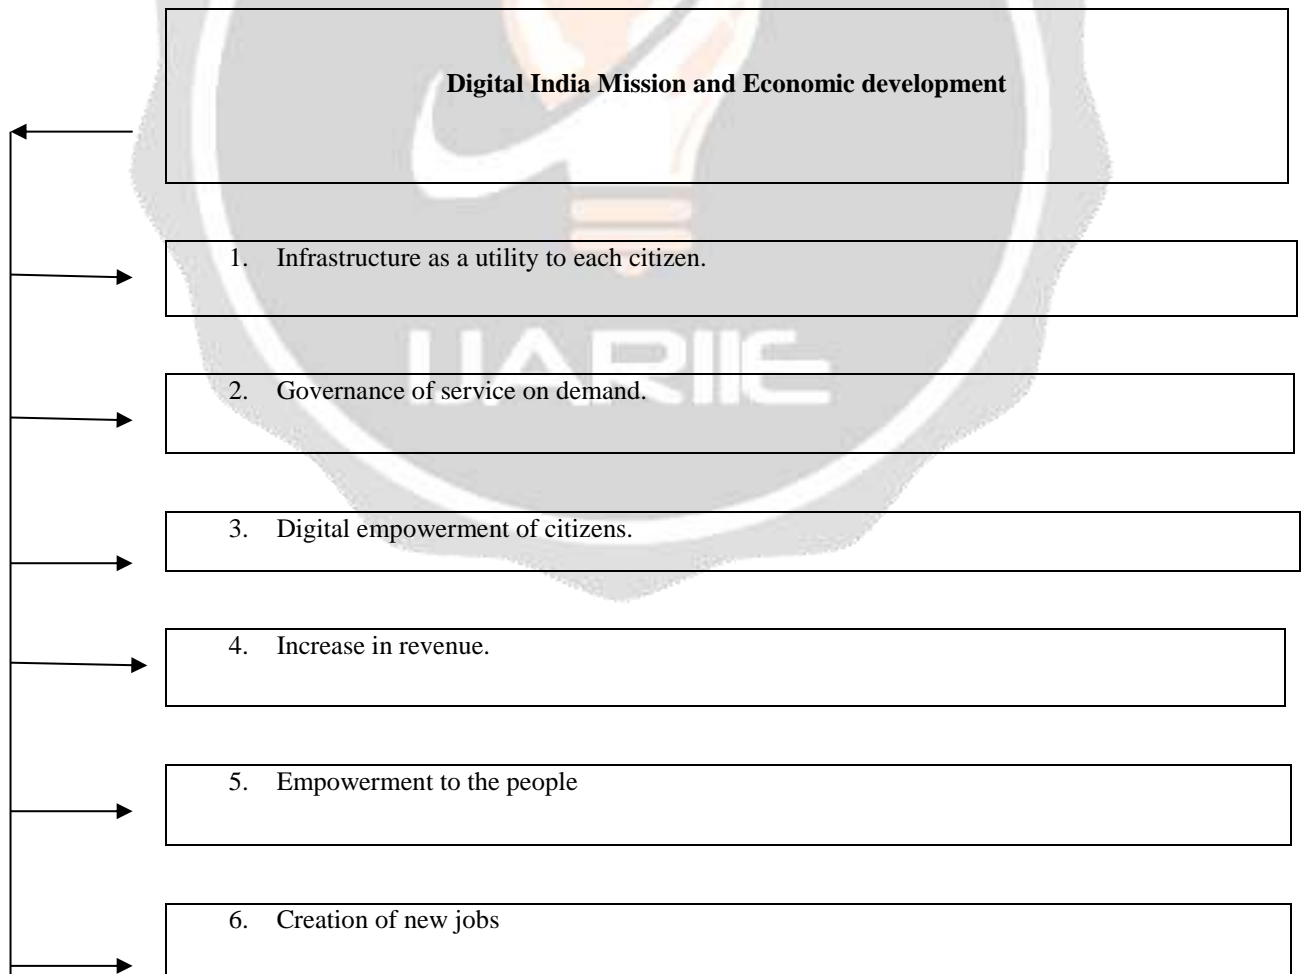 Digital India Mission and Economic development
1. Infrastructure as a utility to each citizen.
IJARIIE
2. Governance of service on demand.
3. Digital empowerment of citizens.
4. Increase in revenue.
5. Empowerment to the people
6. Creation of new jobs